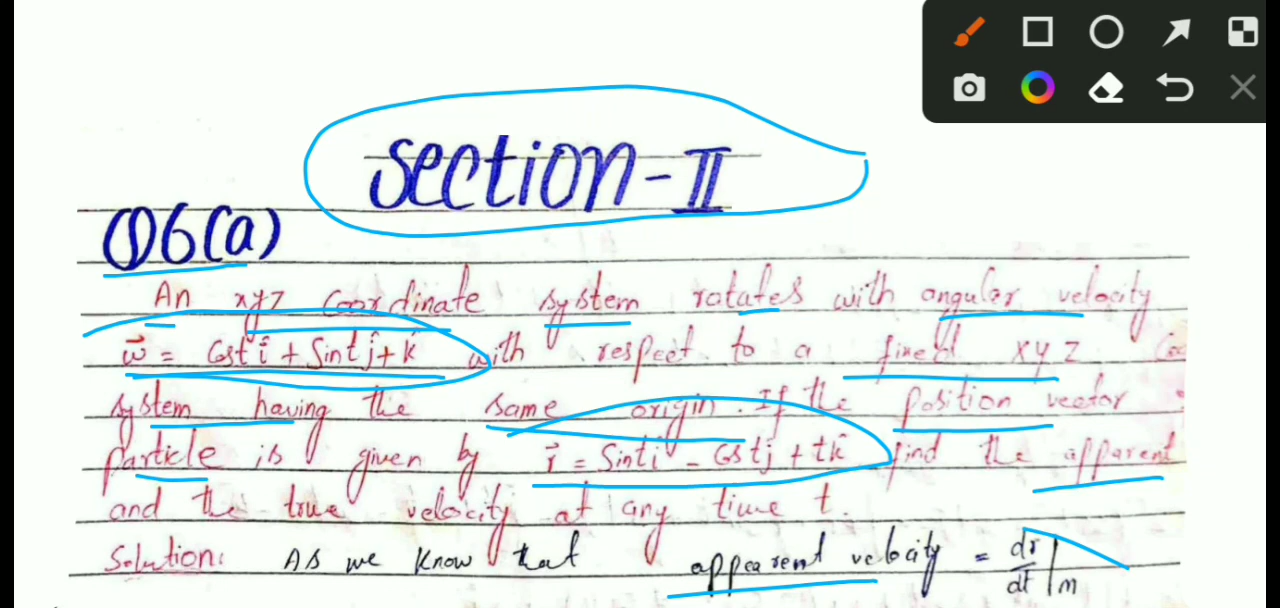 Section-II
Q6(a)
An xyz coordinate system rotates with angular velocity
w⃗ = Cost î + Sint ĵ + k with respect to a fixed XYZ Co
system having the same origin. If the position vector
Particle is given by r⃗ = Sint i - Cos t j + t k̂ find the apparent
and the true velocity at any time t.
Solution: As we know that apparent velocity = dr/dt |m